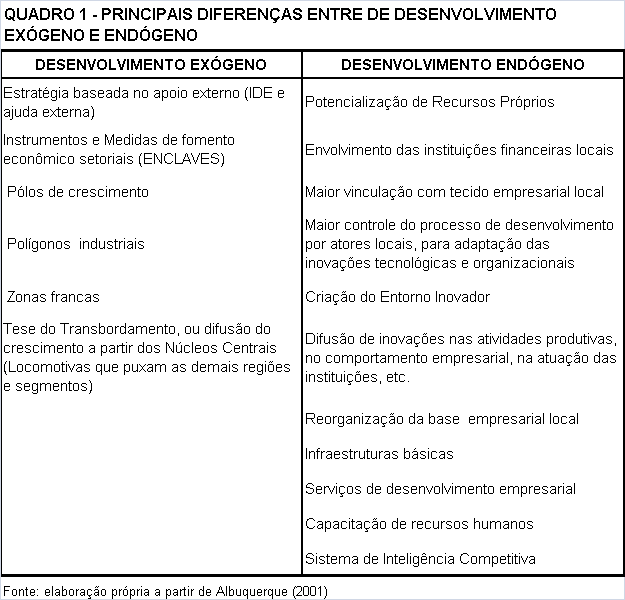 QUADRO 1 - PRINCIPAIS DIFERENÇAS ENTRE DE DESENVOLVIMENTO
EXÓGENO E ENDÓGENO
DESENVOLVIMENTO EXÓGENO
Estratégia baseada no apoio externo (IDE e
ajuda externa)
Instrumentos e Medidas de fomento
econômico setoriais (ENCLAVES)
Pólos de crescimento
Polígonos industriais
Zonas francas
Tese do Transbordamento, ou difusão do
crescimento a partir dos Núcleos Centrais
(Locomotivas que puxam as demais regiões
e segmentos)
DESENVOLVIMENTO ENDÓGENO
Potencialização de Recursos Próprios
Envolvimento das instituições financeiras locais
Maior vinculação com tecido empresarial local
Maior controle do processo de desenvolvimento
por atores locais, para adaptação das
inovações tecnológicas e organizacionais
Criação do Entorno Inovador
Difusão de inovações nas atividades produtivas,
no comportamento empresarial, na atuação das
instituições, etc.
Reorganização da base empresarial local
Infraestruturas básicas
Serviços de desenvolvimento empresarial
Capacitação de recursos humanos
Sistema de Inteligência Competitiva
Fonte: elaboração própria a partir de Albuquerque (2001)